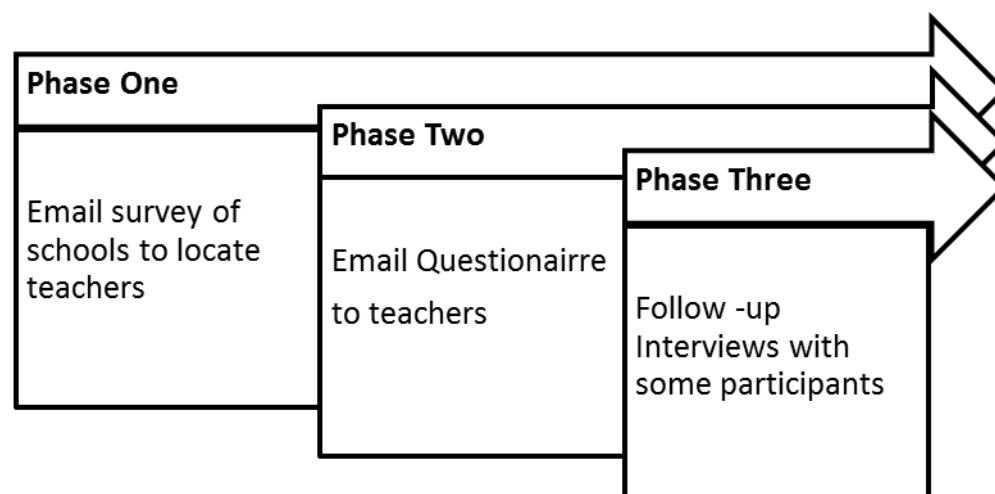 Phase One
Email survey of
schools to locate
teachers
Phase Two
Email Questionairre
to teachers
Phase Three
Follow -up
Interviews with
some participants